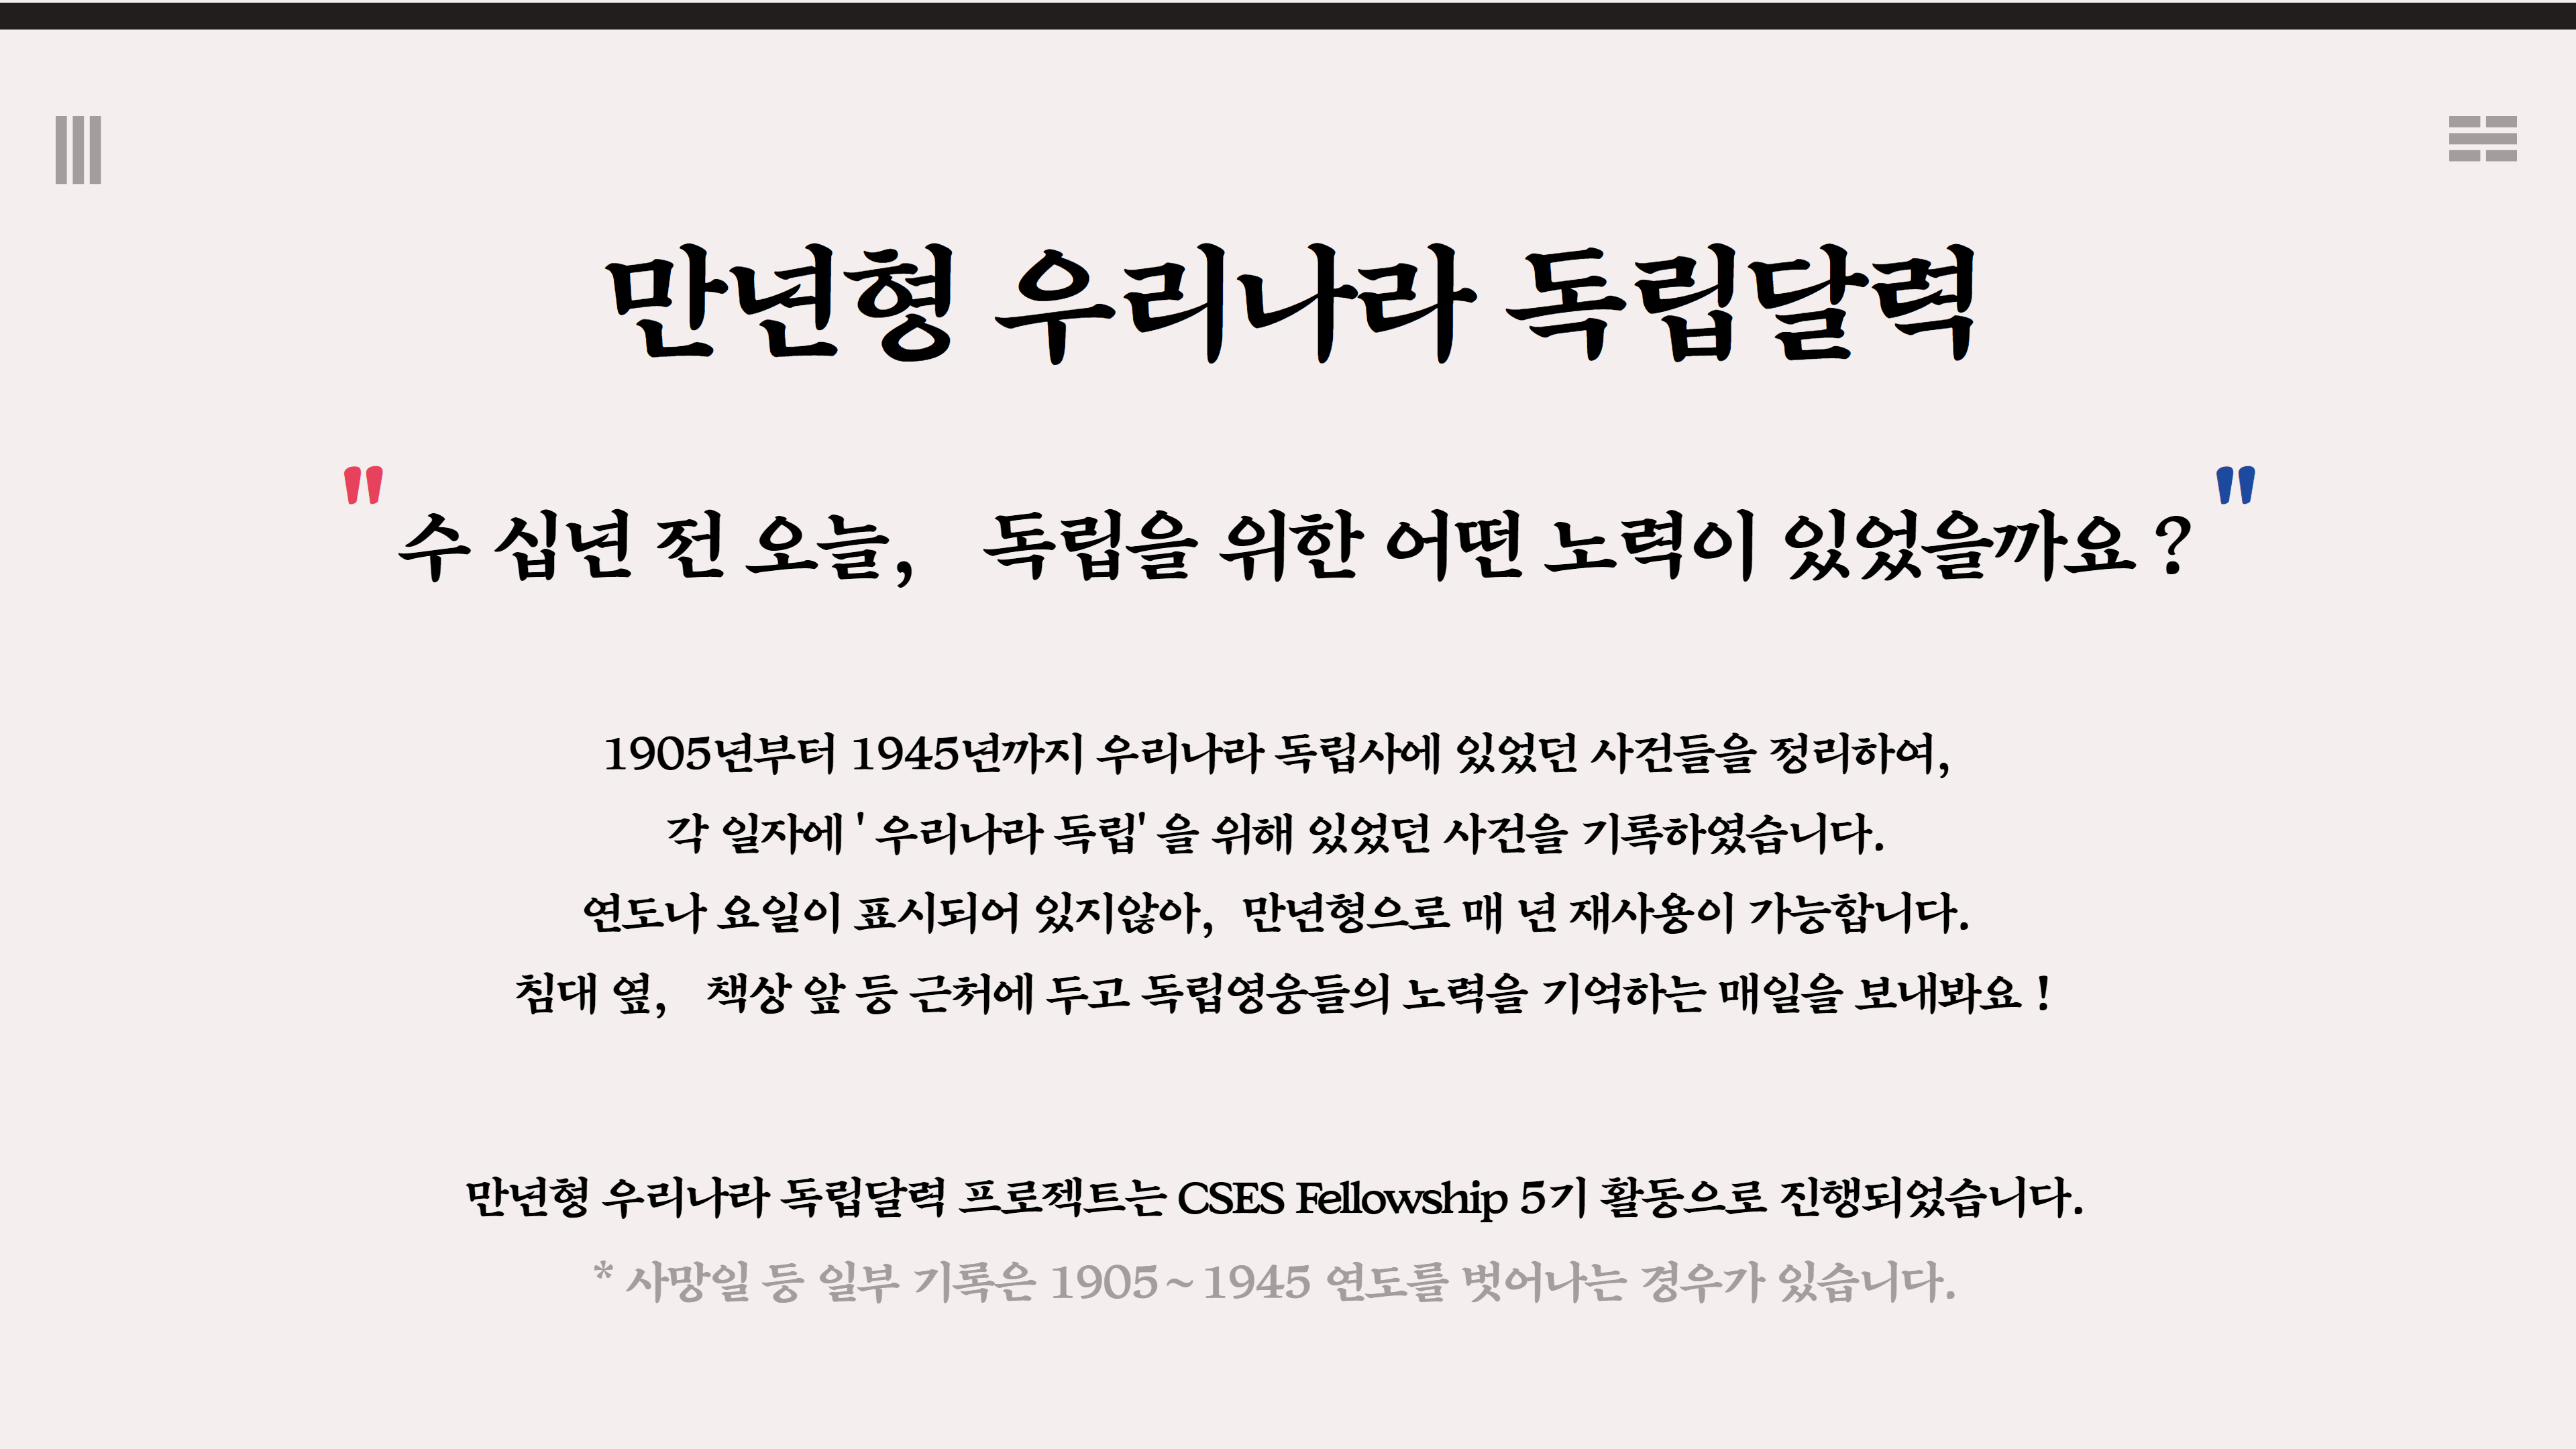 만년형 우리나라 독립달력
" 수 십년 전 오늘, 독립을 위한 어떤 노력이 있었을까요 ? "
1905년부터 1945년까지 우리나라 독립사에 있었던 사건들을 정리하여,
각 일자에 ' 우리나라 독립' 을 위해 있었던 사건을 기록하였습니다.
연도나 요일이 표시되어 있지않아, 만년형으로 매 년 재사용이 가능합니다.
침대 옆, 책상 앞 등 근처에 두고 독립영웅들의 노력을 기억하는 매일을 보내봐요 !
만년형 우리나라 독립달력 프로젝트는 CSES Fellowship 5기 활동으로 진행되었습니다.
* 사망일 등 일부 기록은 1905~1945 연도를 벗어나는 경우가 있습니다.